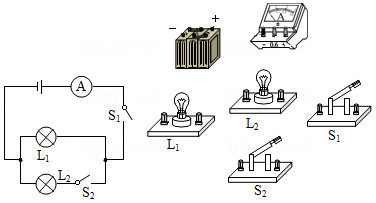 − +
A
− 0.6 3
A
S₁
L₁
L₂
S₂
L₁
L₂
S₁
S₂